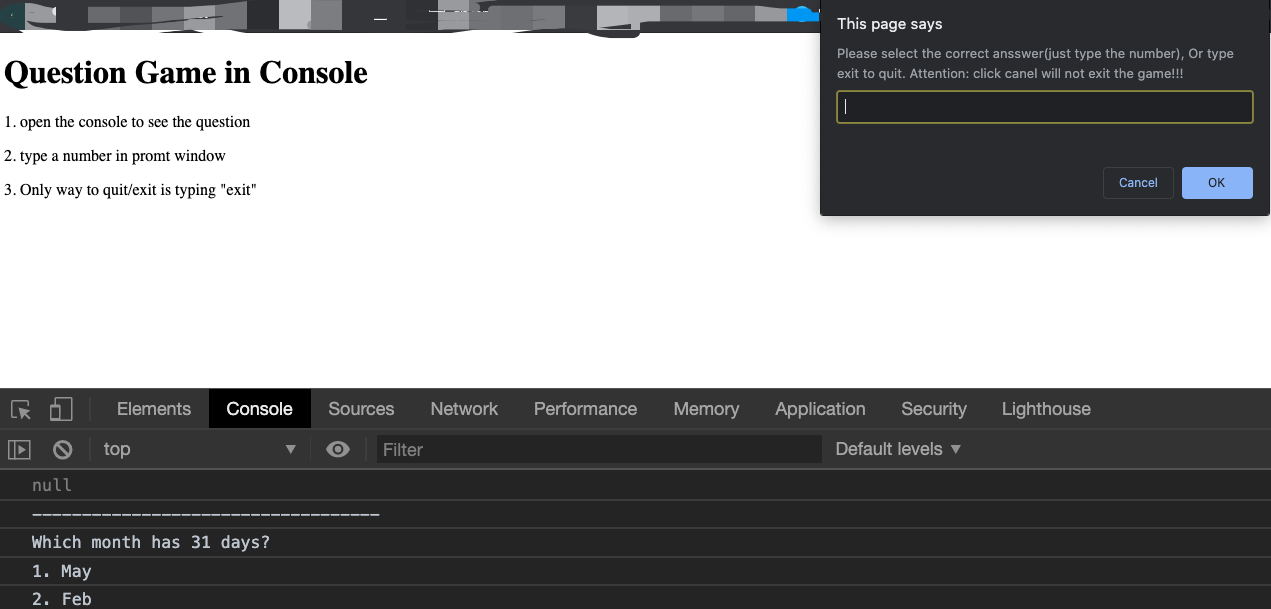 This page says
Please select the correct ansswer(just type the number), Or type
exit to quit. Attention: click canel will not exit the game!!!
Cancel
OK
Question Game in Console
1. open the console to see the question
2. type a number in promt window
3. Only way to quit/exit is typing "exit"
Elements Console Sources Network Performance Memory Application Security Lighthouse
top Filter Default levels
null
-----------------------------------
Which month has 31 days?
1. May
2. Feb